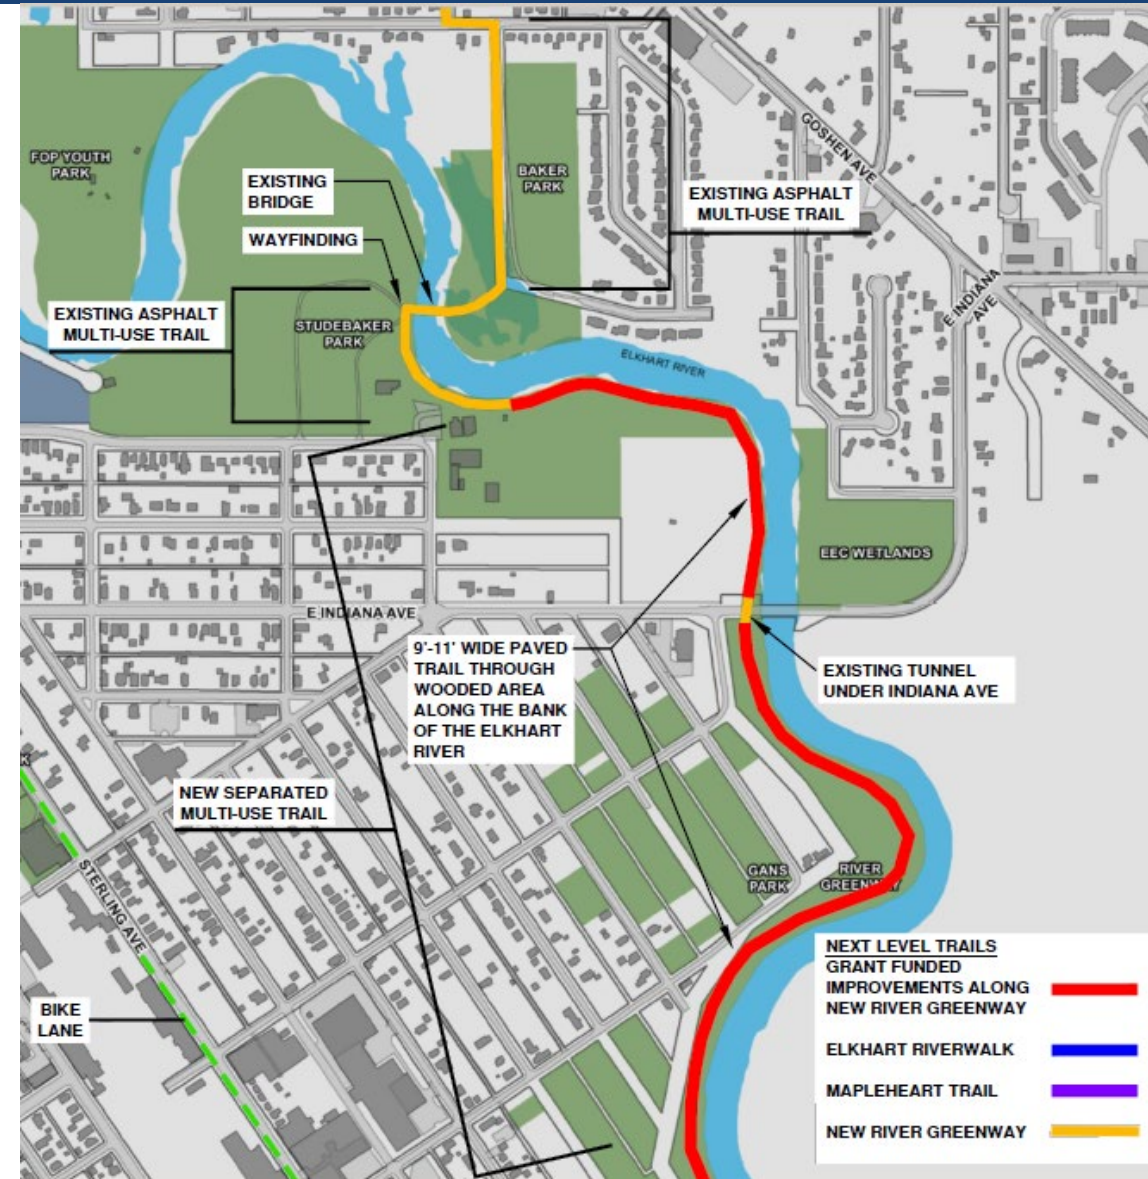 FOP YOUTH
PARK
EXISTING
BRIDGE
WAYFINDING
BAKER
PARK
GOSHEN AVE
EXISTING ASPHALT
MULTI-USE TRAIL
E INDIANA
AVE
EXISTING ASPHALT
MULTI-USE TRAIL
STUDEBAKER
PARK
ELKHART RIVER
EEC WETLANDS
E INDIANA AVE
9'-11' WIDE PAVED
TRAIL THROUGH
WOODED AREA
ALONG THE BANK
OF THE ELKHART
RIVER
EXISTING TUNNEL
UNDER INDIANA AVE
NEW SEPARATED
MULTI-USE TRAIL
STERLING AVE
GANS
PARK
RIVER
GREENWAY
BIKE
LANE
NEXT LEVEL TRAILS
GRANT FUNDED
IMPROVEMENTS ALONG
NEW RIVER GREENWAY
ELKHART RIVERWALK
MAPLEHEART TRAIL
NEW RIVER GREENWAY